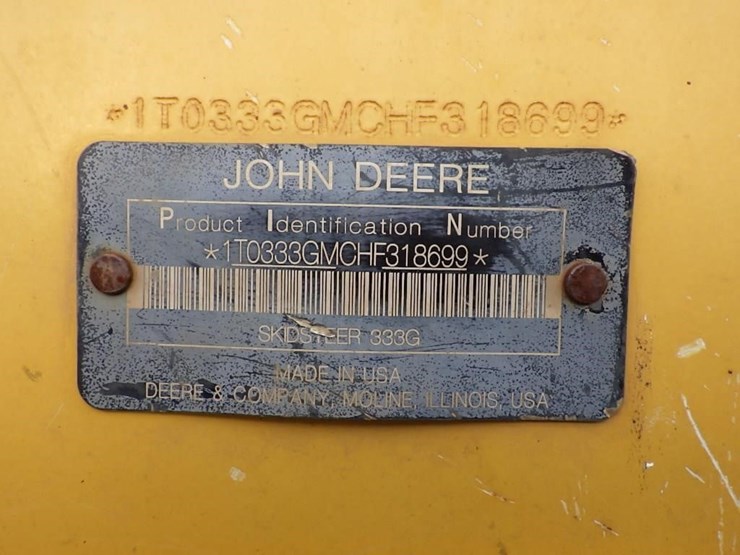 *1T0333GMCHF318699*
JOHN DEERE
Product Identification Number
*1T0333GMCHF318699*
SKIDSTEER 333G
MADE IN USA
DEERE & COMPANY, MOLINE, ILLINOIS, USA